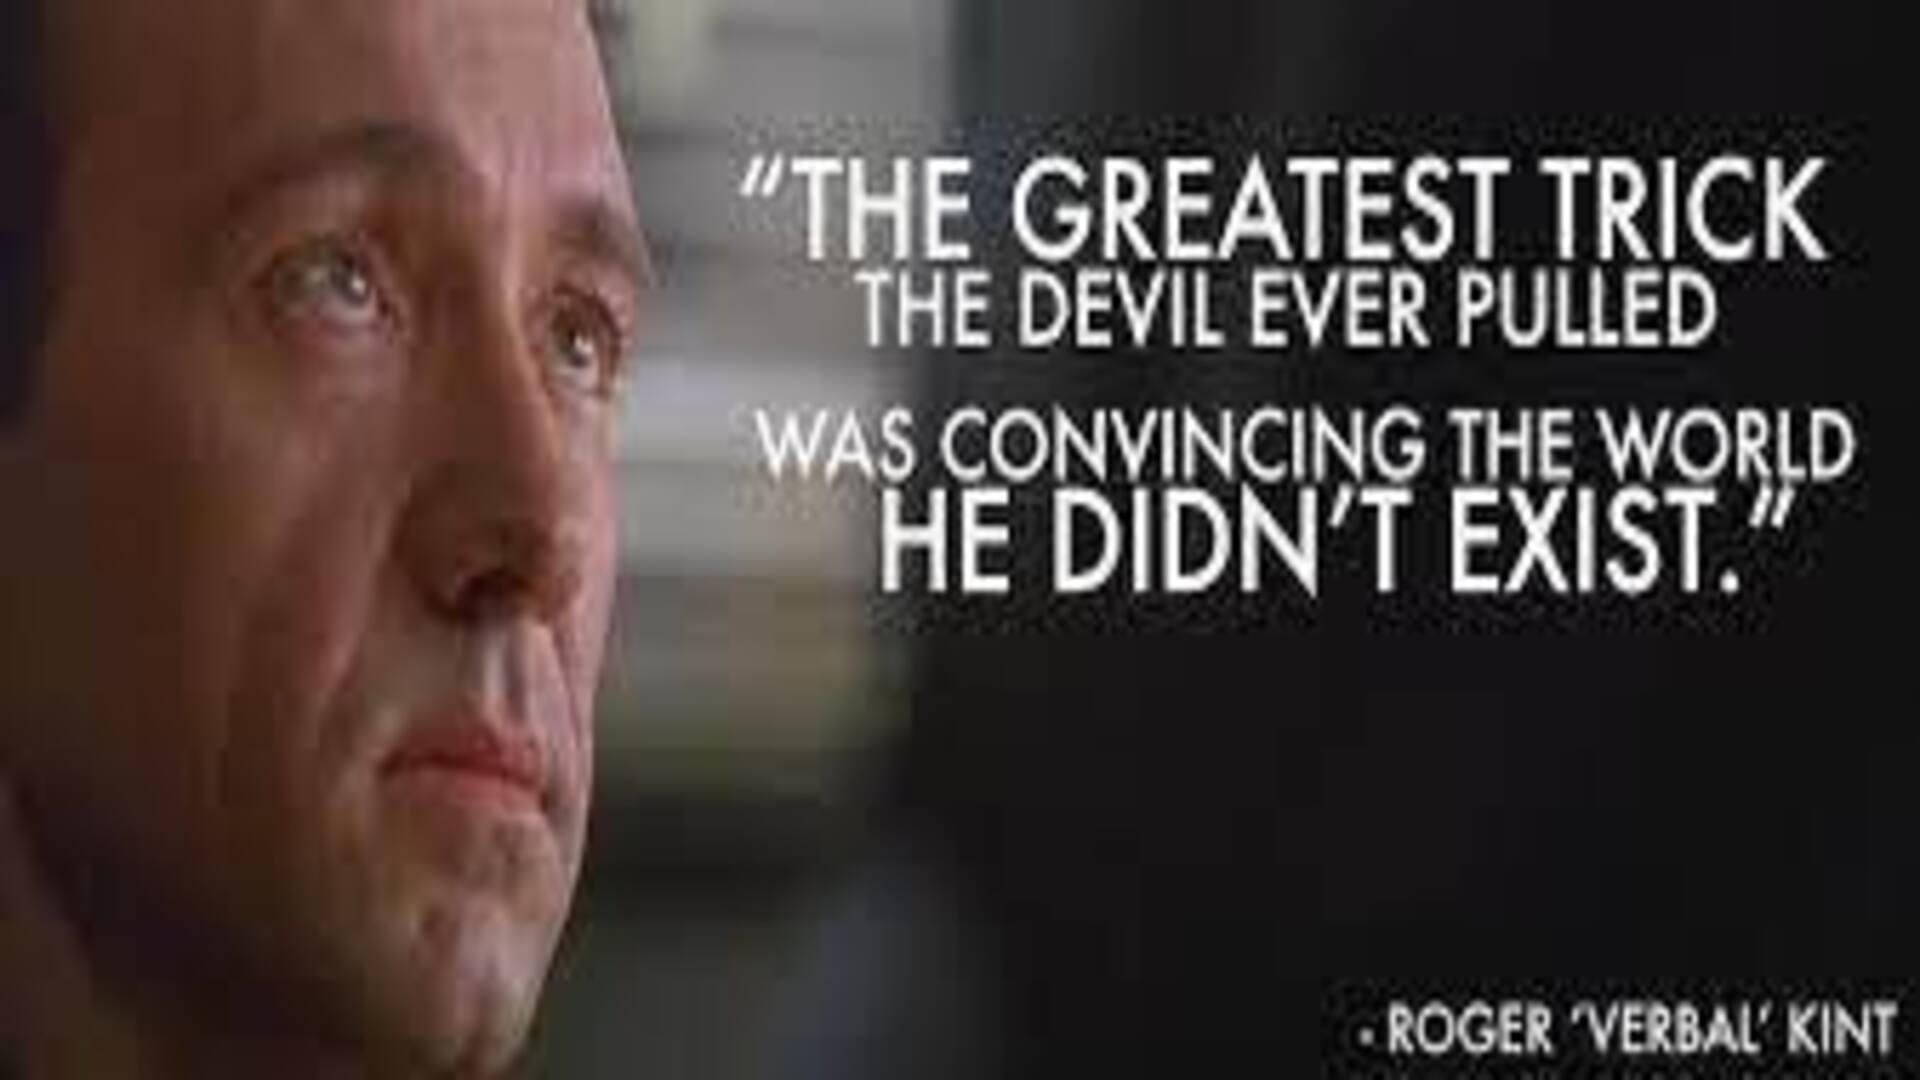 “THE GREATEST TRICK
THE DEVIL EVER PULLED
WAS CONVINCING THE WORLD
HE DIDN’T EXIST.”
- ROGER ‘VERBAL’ KINT